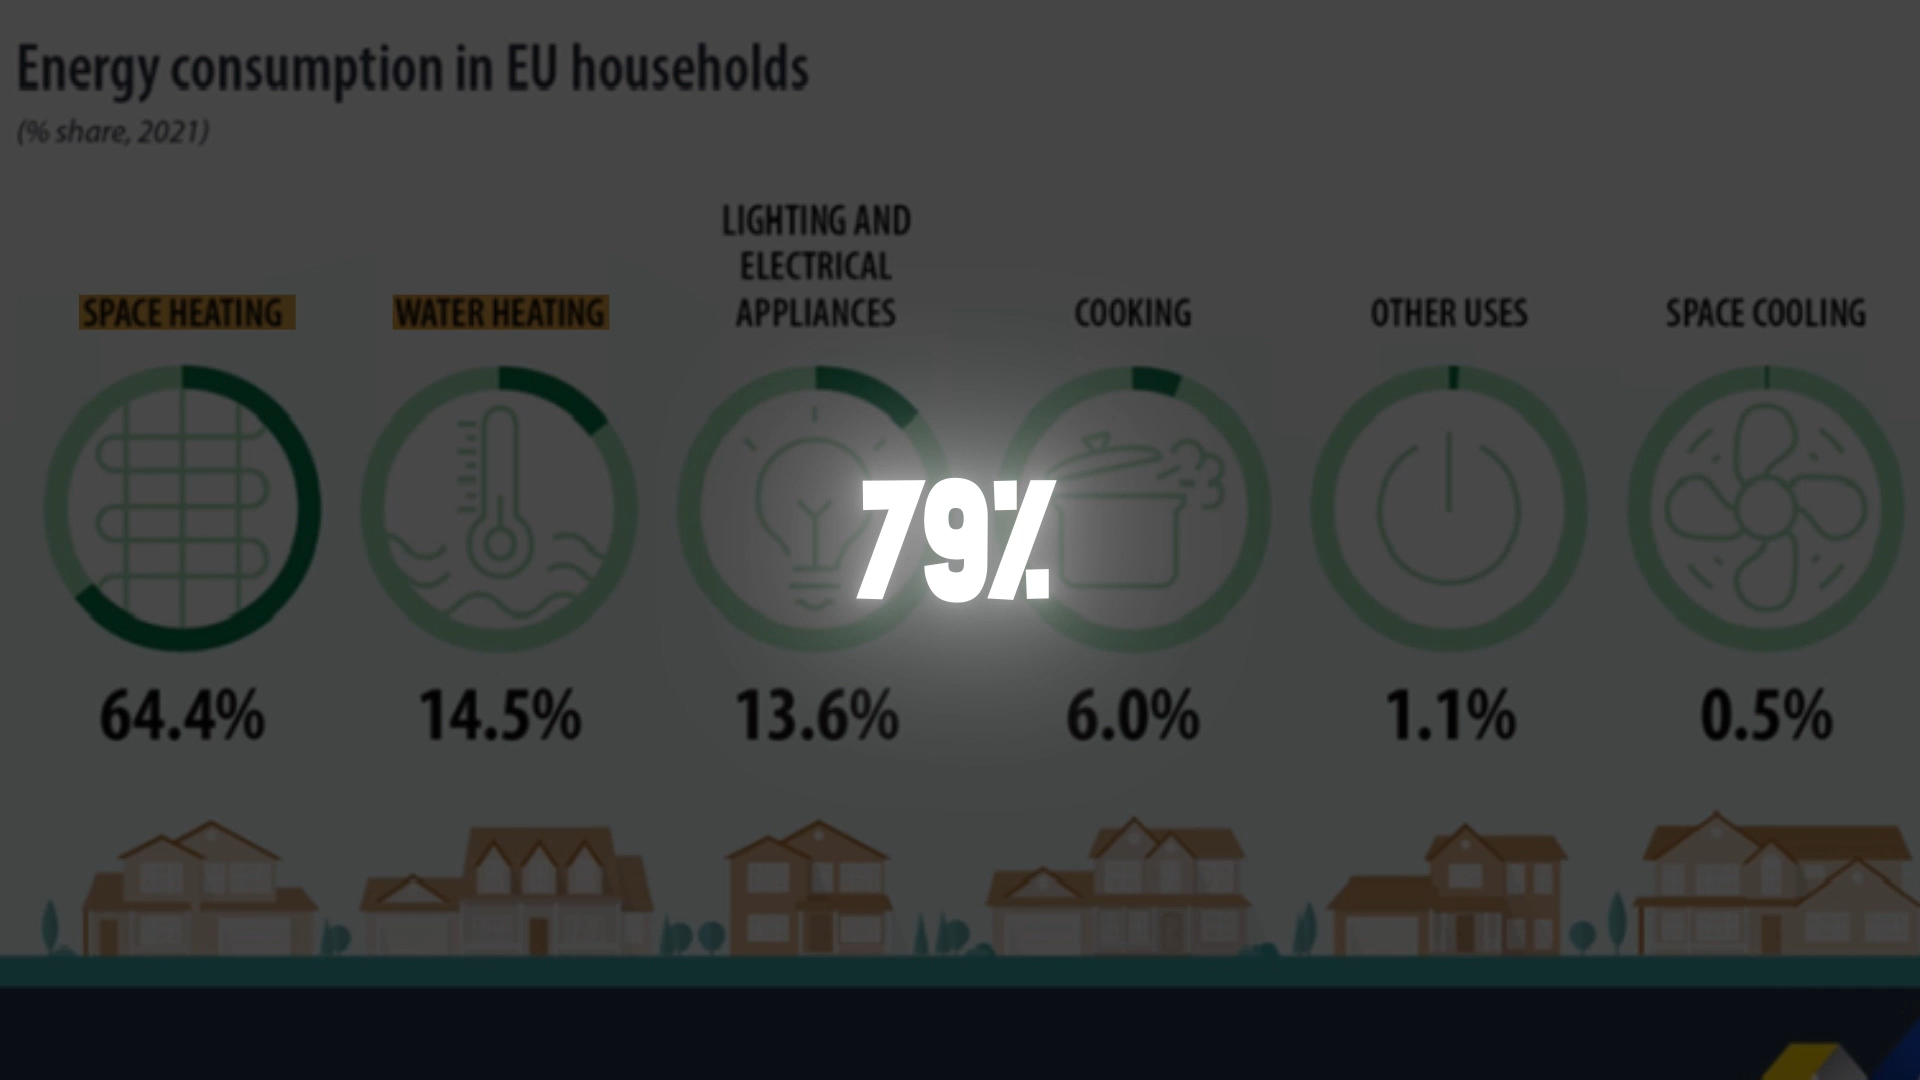 Energy consumption in EU households
(% share, 2021)
SPACE HEATING
WATER HEATING
LIGHTING AND
ELECTRICAL
APPLIANCES
COOKING
OTHER USES
SPACE COOLING
79%
64.4%
14.5%
13.6%
6.0%
1.1%
0.5%